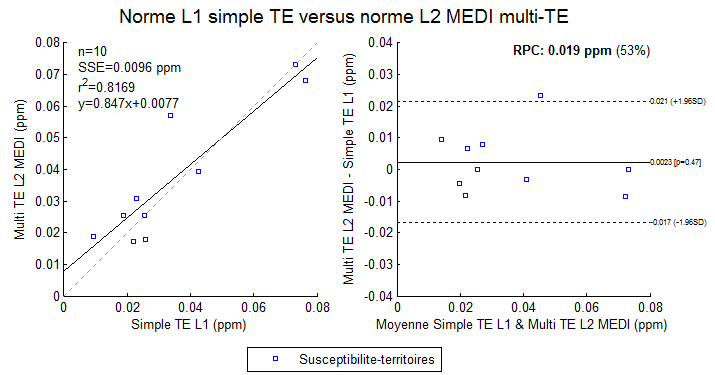 Norme L1 simple TE versus norme L2 MEDI multi-TE
n=10
SSE=0.0096 ppm
r2=0.8169
y=0.847x+0.0077
0.08
0.07
0.06
0.05
0.04
0.03
0.02
0.01
0
0 0.02 0.04 0.06 0.08
Multi TE L2 MEDI (ppm)
Simple TE L1 (ppm)
RPC: 0.019 ppm (53%)
0.04
0.03
0.02
0.01
0
-0.01
-0.02
-0.03
-0.04
0 0.02 0.04 0.06 0.08
Multi TE L2 MEDI - Simple TE L1 (ppm)
Moyenne Simple TE L1 & Multi TE L2 MEDI (ppm)
0.021 (+1.96SD)
0.0023 [p=0.47]
-0.017 (-1.96SD)
Susceptibilite-territoires